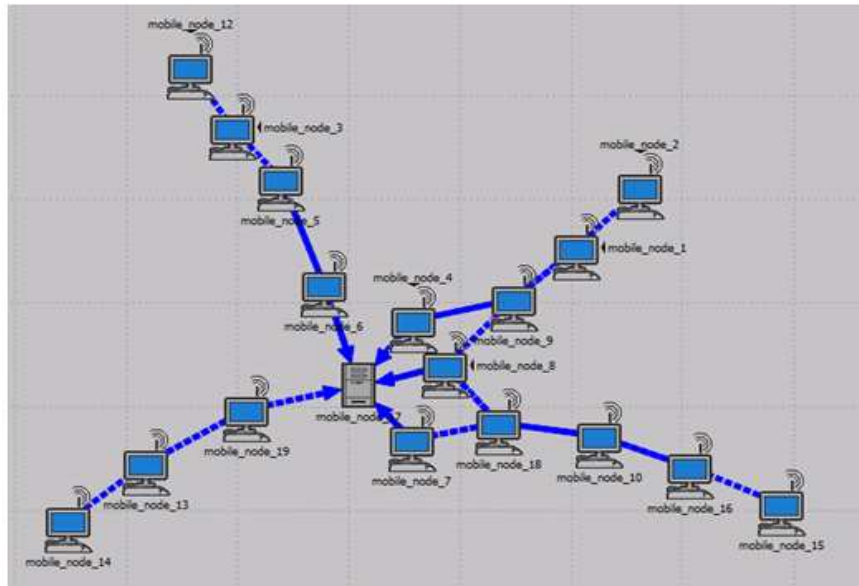 mobile_node_12
mobile_node_3
mobile_node_2
mobile_node_5
mobile_node_1
mobile_node_4
mobile_node_6
mobile_node_9
mobile_node_8
mobile_node_19
mobile_node_7
mobile_node_18
mobile_node_10
mobile_node_13
mobile_node_16
mobile_node_15
mobile_node_14